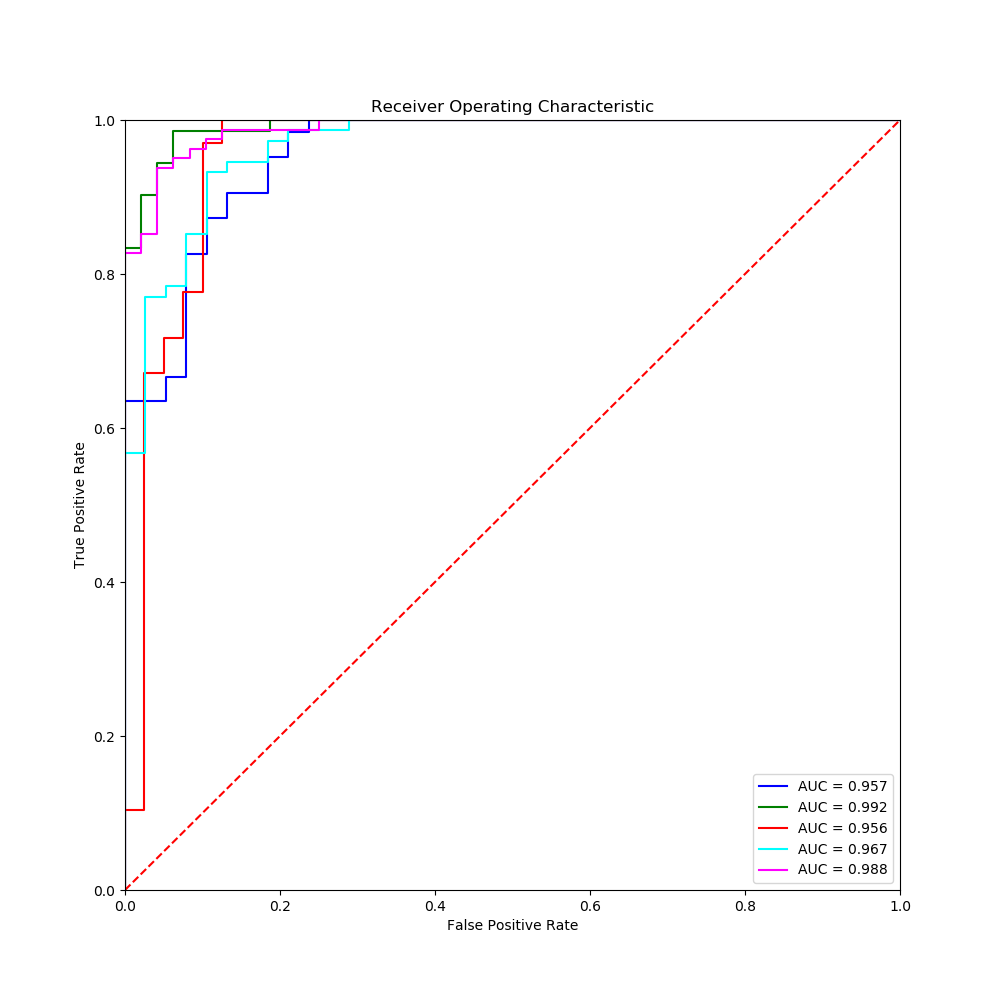 Receiver Operating Characteristic
1.0
0.8
0.6
0.4
0.2
0.0
True Positive Rate
0.0 0.2 0.4 0.6 0.8 1.0
False Positive Rate
AUC = 0.957
AUC = 0.992
AUC = 0.956
AUC = 0.967
AUC = 0.988